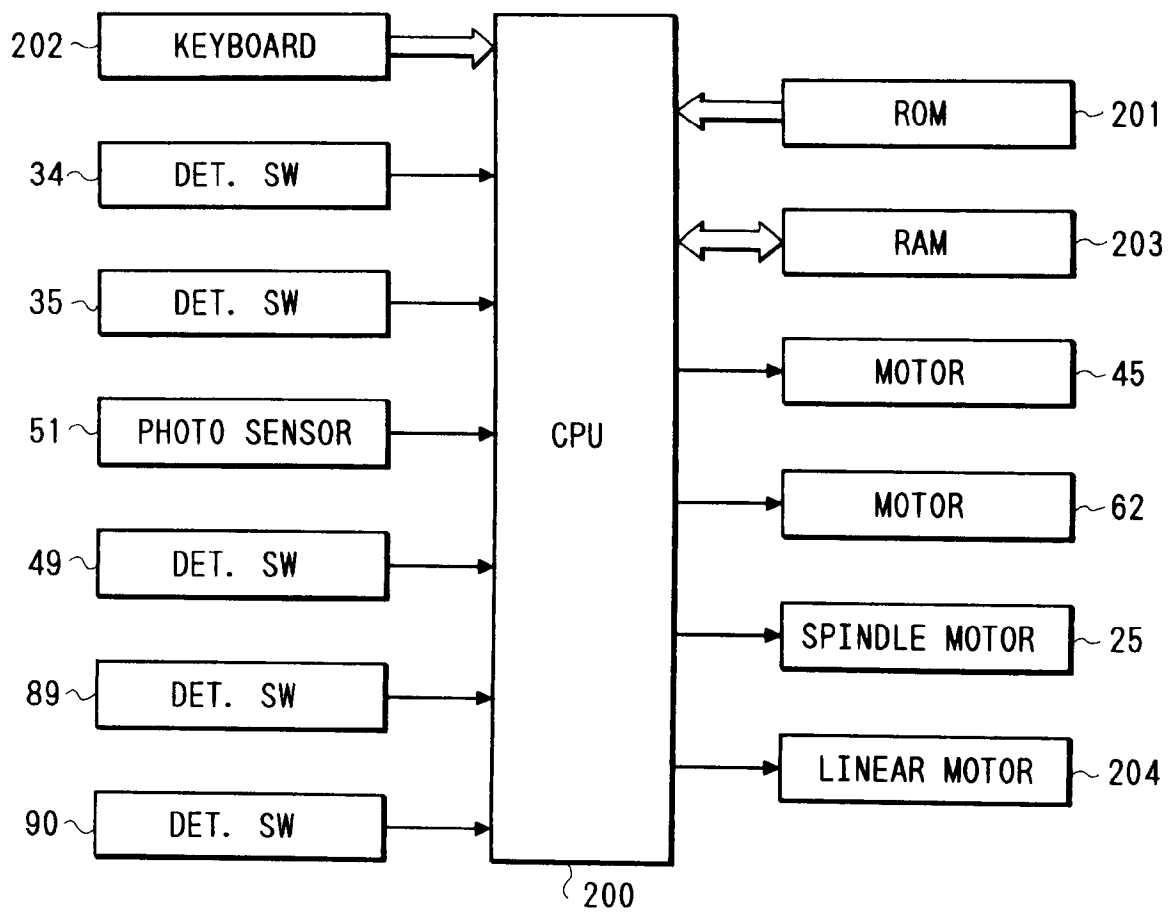 202 KEYBOARD
34 DET. SW
35 DET. SW
51 PHOTO SENSOR
49 DET. SW
89 DET. SW
90 DET. SW
CPU
200
ROM 201
RAM 203
MOTOR 45
MOTOR 62
SPINDLE MOTOR 25
LINEAR MOTOR 204